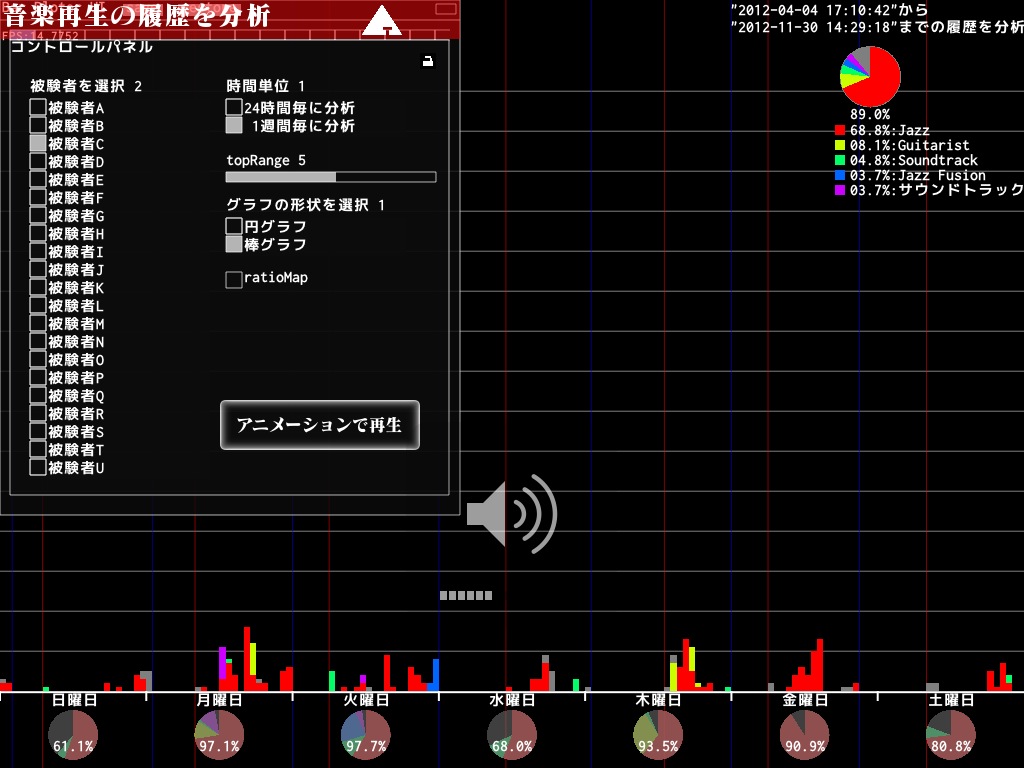 音楽再生の履歴を分析
FPS:14.7752
コントロールパネル
被験者を選択 2
被験者A
被験者B
被験者C
被験者D
被験者E
被験者F
被験者G
被験者H
被験者I
被験者J
被験者K
被験者L
被験者M
被験者N
被験者O
被験者P
被験者Q
被験者R
被験者S
被験者T
被験者U
時間単位 1
24時間毎に分析
1週間毎に分析
topRange 5
グラフの形状を選択 1
円グラフ
棒グラフ
ratioMap
アニメーションで再生
"2012-04-04 17:10:42"から
"2012-11-30 14:29:18"までの履歴を分析
89.0%
68.8%:Jazz
08.1%:Guitarist
04.8%:Soundtrack
03.7%:Jazz Fusion
03.7%:サウンドトラック
日曜日
月曜日
火曜日
水曜日
木曜日
金曜日
土曜日
61.1%
97.1%
97.7%
68.0%
93.5%
90.9%
80.8%